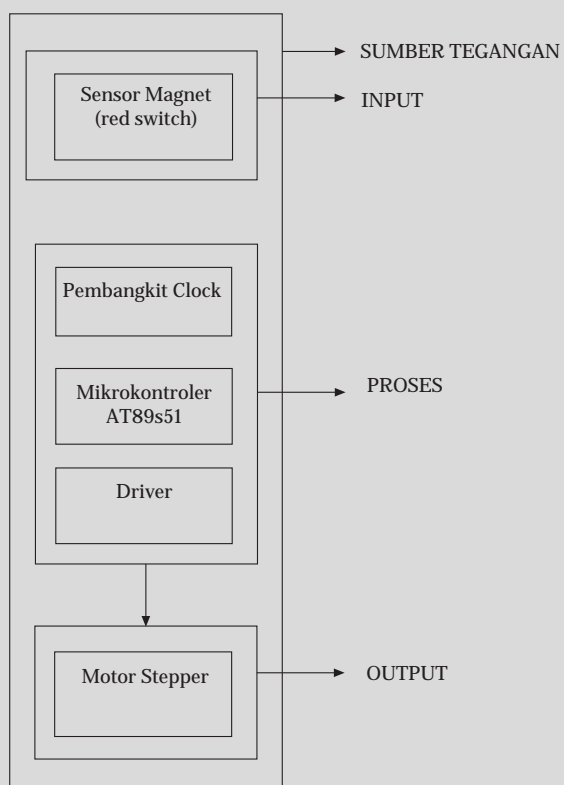 SUMBER TEGANGAN
Sensor Magnet
(red switch)
INPUT
Pembangkit Clock
Mikrokontroler
AT89s51
PROSES
Driver
Motor Stepper
OUTPUT